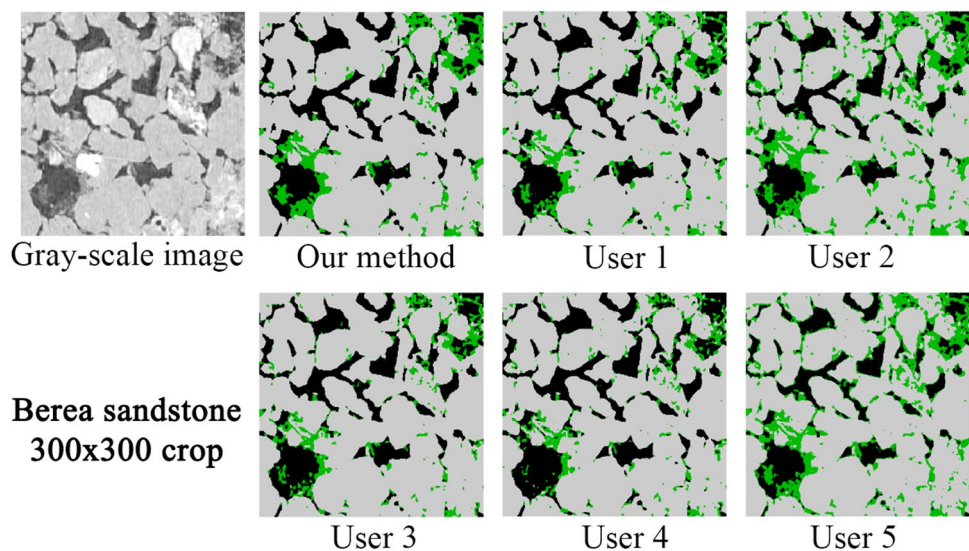 Gray-scale image
Our method
User 1
User 2
Berea sandstone
300x300 crop
User 3
User 4
User 5